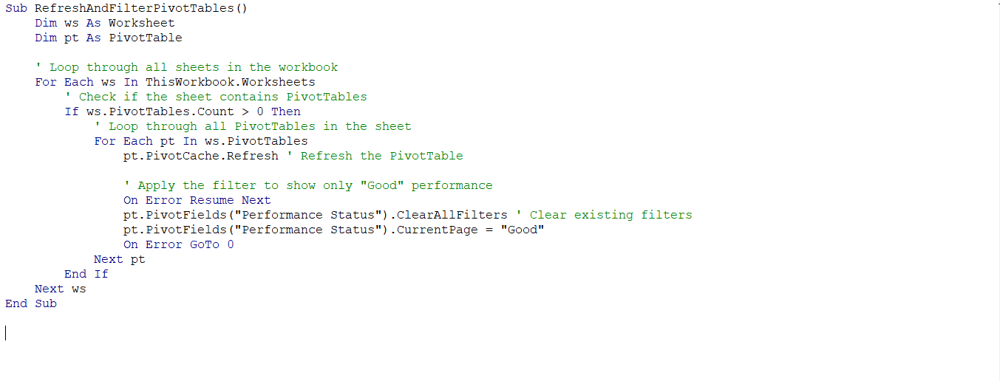 Sub RefreshAndFilterPivotTables()
    Dim ws As Worksheet
    Dim pt As PivotTable

    ' Loop through all sheets in the workbook
    For Each ws In ThisWorkbook.Worksheets
        ' Check if the sheet contains PivotTables
        If ws.PivotTables.Count > 0 Then
            ' Loop through all PivotTables in the sheet
            For Each pt In ws.PivotTables
                pt.PivotCache.Refresh ' Refresh the PivotTable

                ' Apply the filter to show only "Good" performance
                On Error Resume Next
                pt.PivotFields("Performance Status").ClearAllFilters ' Clear existing filters
                pt.PivotFields("Performance Status").CurrentPage = "Good"
                On Error GoTo 0
            Next pt
        End If
    Next ws
End Sub